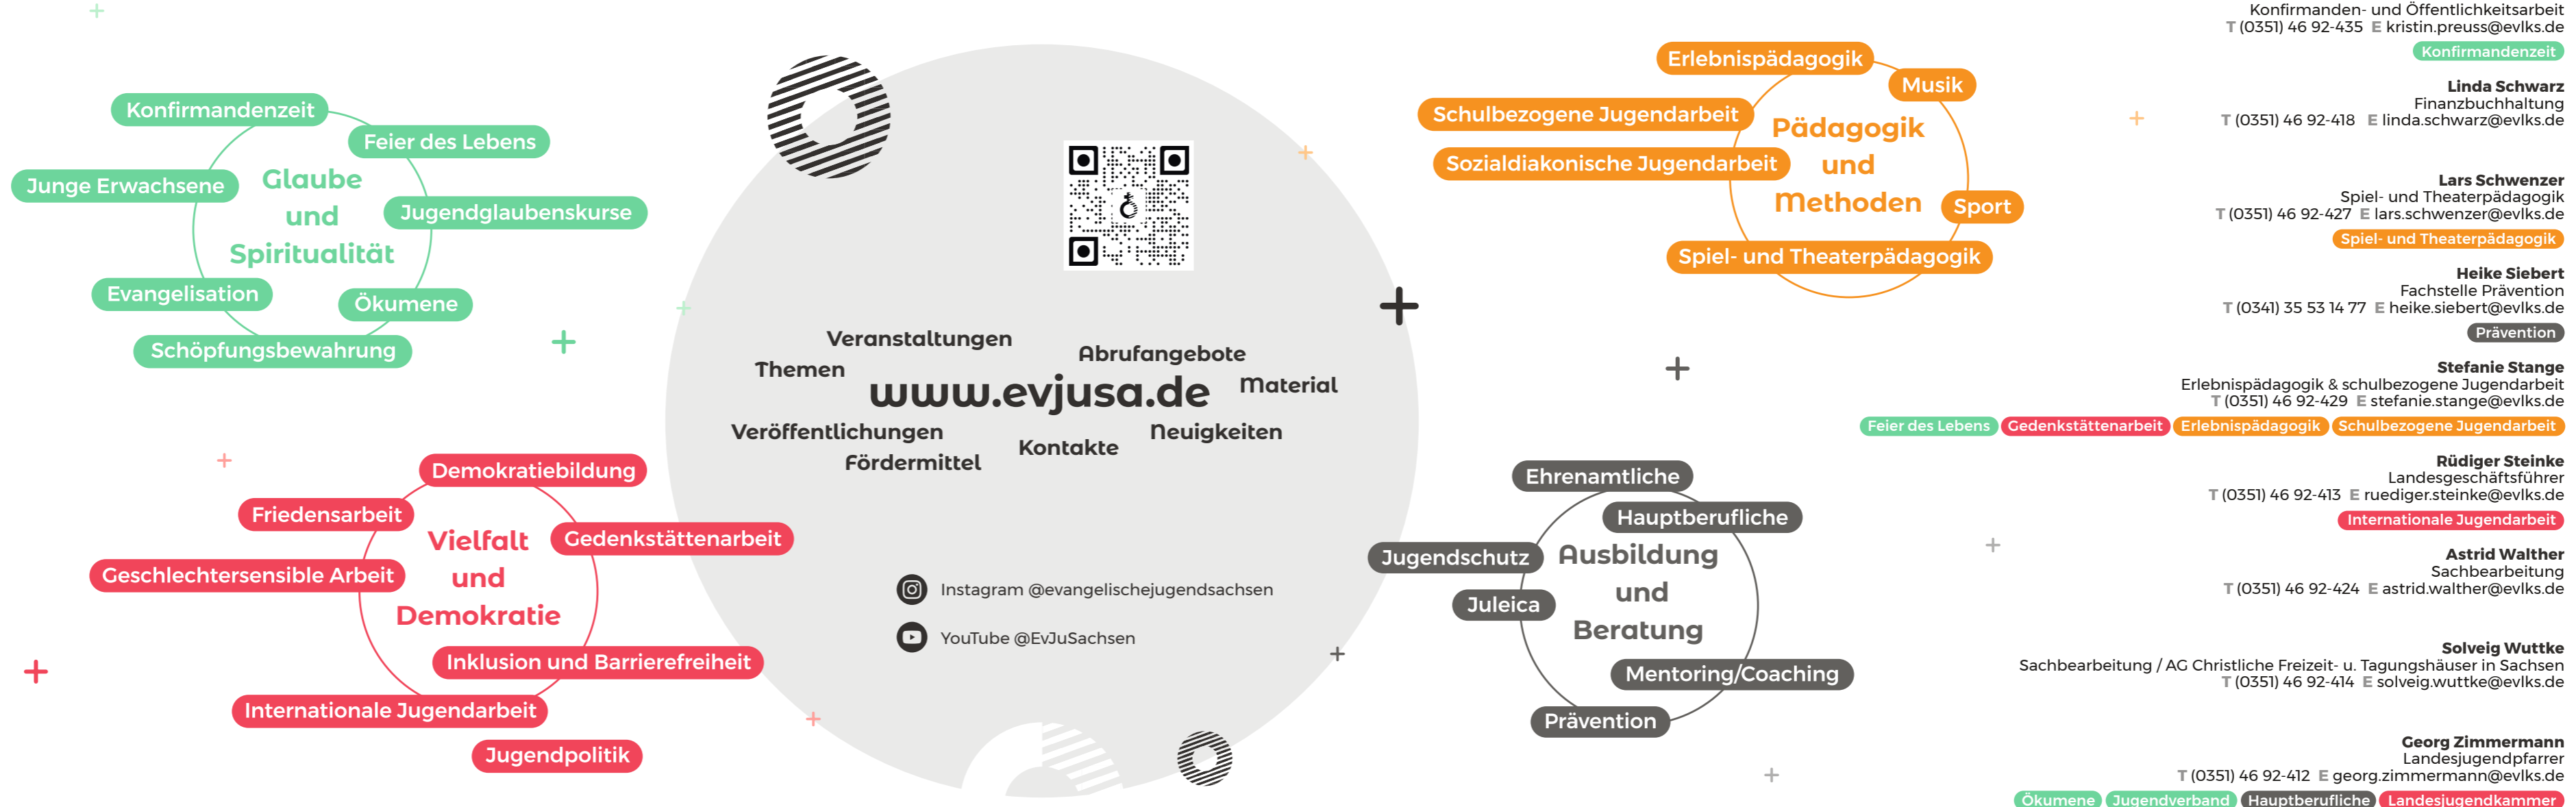 Konfirmandenzeit
Feier des Lebens
Junge Erwachsene
Glaube
und
Spiritualität
Jugendglaubenskurse
Evangelisation
Ökumene
Schöpfungsbewahrung
Demokratiebildung
Friedensarbeit
Gedenkstättenarbeit
Vielfalt
und
Demokratie
Geschlechtersensible Arbeit
Inklusion und Barrierefreiheit
Internationale Jugendarbeit
Jugendpolitik
Veranstaltungen
Abrufangebote
Themen
www.evjusa.de
Material
Veröffentlichungen
Kontakte
Neuigkeiten
Fördermittel
Instagram @evangelischejugendsachsen
YouTube @EvJuSachsen
Erlebnispädagogik
Musik
Schulbezogene Jugendarbeit
Pädagogik
und
Methoden
Sozialdiakonische Jugendarbeit
Sport
Spiel- und Theaterpädagogik
Ehrenamtliche
Hauptberufliche
Jugendschutz
Ausbildung
und
Beratung
Juleica
Mentoring/Coaching
Prävention
Konfirmanden- und Öffentlichkeitsarbeit
T (0351) 46 92-435 E kristin.preuss@evlks.de
Konfirmandenzeit
Linda Schwarz
Finanzbuchhaltung
T (0351) 46 92-418 E linda.schwarz@evlks.de
Lars Schwenzer
Spiel- und Theaterpädagogik
T (0351) 46 92-427 E lars.schwenzer@evlks.de
Spiel- und Theaterpädagogik
Heike Siebert
Fachstelle Prävention
T (0341) 35 53 14 77 E heike.siebert@evlks.de
Prävention
Stefanie Stange
Erlebnispädagogik & schulbezogene Jugendarbeit
T (0351) 46 92-429 E stefanie.stange@evlks.de
Feier des Lebens Gedenkstättenarbeit Erlebnispädagogik Schulbezogene Jugendarbeit
Rüdiger Steinke
Landesgeschäftsführer
T (0351) 46 92-413 E ruediger.steinke@evlks.de
Internationale Jugendarbeit
Astrid Walther
Sachbearbeitung
T (0351) 46 92-424 E astrid.walther@evlks.de
Solveig Wuttke
Sachbearbeitung / AG Christliche Freizeit- u. Tagungshäuser in Sachsen
T (0351) 46 92-414 E solveig.wuttke@evlks.de
Georg Zimmermann
Landesjugendpfarrer
T (0351) 46 92-412 E georg.zimmermann@evlks.de
Ökumene Jugendverband Hauptberufliche Landesjugendkammer